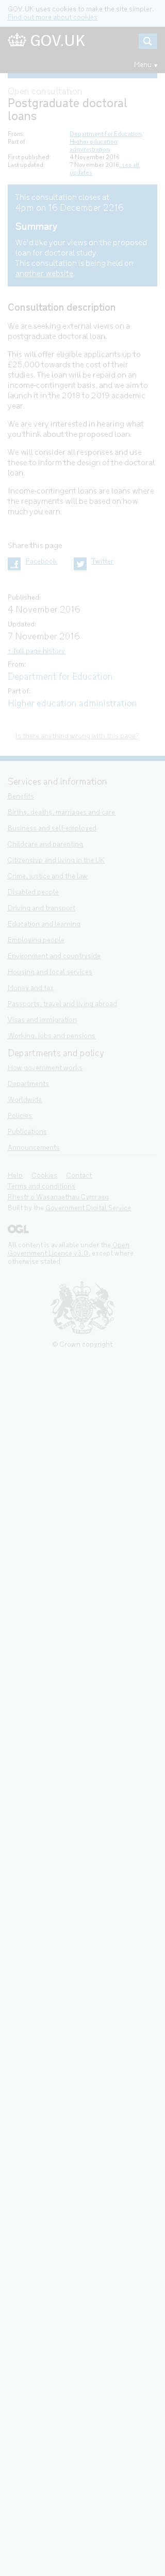 GOV.UK uses cookies to make the site simpler.
Find out more about cookies
GOV.UK
Menu
Open consultation
Postgraduate doctoral
loans
From: Department for Education
Part of: Higher education
administration
First published: 4 November 2016
Last updated: 7 November 2016, see all
updates
This consultation closes at
4pm on 16 December 2216
Summary
We'd like your views on the proposed
loan for doctoral study.
This consultation is being held on
another website.
Consultation description
We are seeking external views on a
postgraduate doctoral loan.
This will offer eligible applicants up to
£25,000 towards the cost of their
studies. The loan will be repaid on an
income-contingent basis, and we aim to
launch it in the 2018 to 2019 academic
year.
We are very interested in hearing what
you think about the proposed loan.
We will consider all responses and use
these to inform the design of the doctoral
loan.
Income-contingent loans are loans where
the repayments will be based on how
much you earn.
Share this page
Facebook Twitter
Published:
4 November 2016
Updated:
7 November 2016
+ full page history
From:
Department for Education
Part of:
Higher education administration
Is there anything wrong with this page?
Services and information
Benefits
Births, deaths, marriages and care
Business and self-employed
Childcare and parenting
Citizenship and living in the UK
Crime, justice and the law
Disabled people
Driving and transport
Education and learning
Employing people
Environment and countryside
Housing and local services
Money and tax
Passports, travel and living abroad
Visas and immigration
Working, jobs and pensions
Departments and policy
How government works
Departments
Worldwide
Policies
Publications
Announcements
Help Cookies Contact
Terms and conditions
Rhestr o Wasanaethau Cymraeg
Built by the Government Digital Service
OGL
All content is available under the Open
Government Licence v3.0, except where
otherwise stated
© Crown copyright